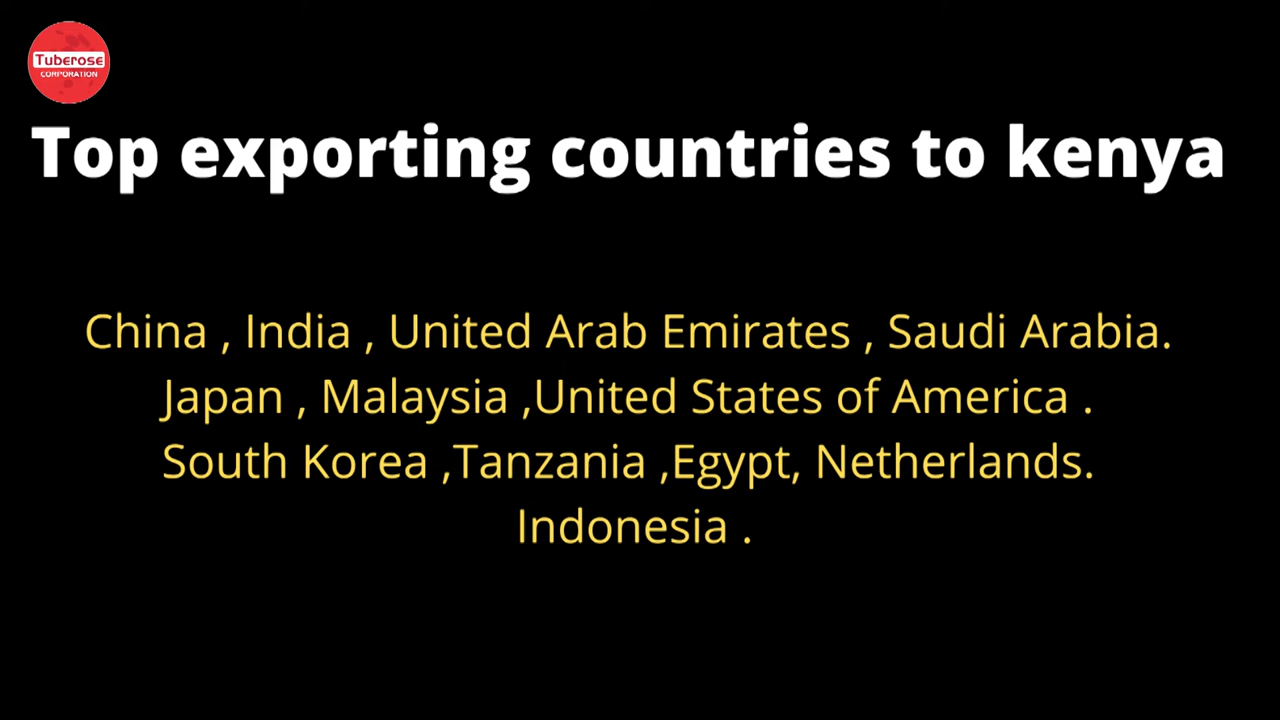 Tuberose
CORPORATION
Top exporting countries to kenya
China , India , United Arab Emirates , Saudi Arabia.
Japan , Malaysia ,United States of America .
South Korea ,Tanzania ,Egypt, Netherlands.
Indonesia .